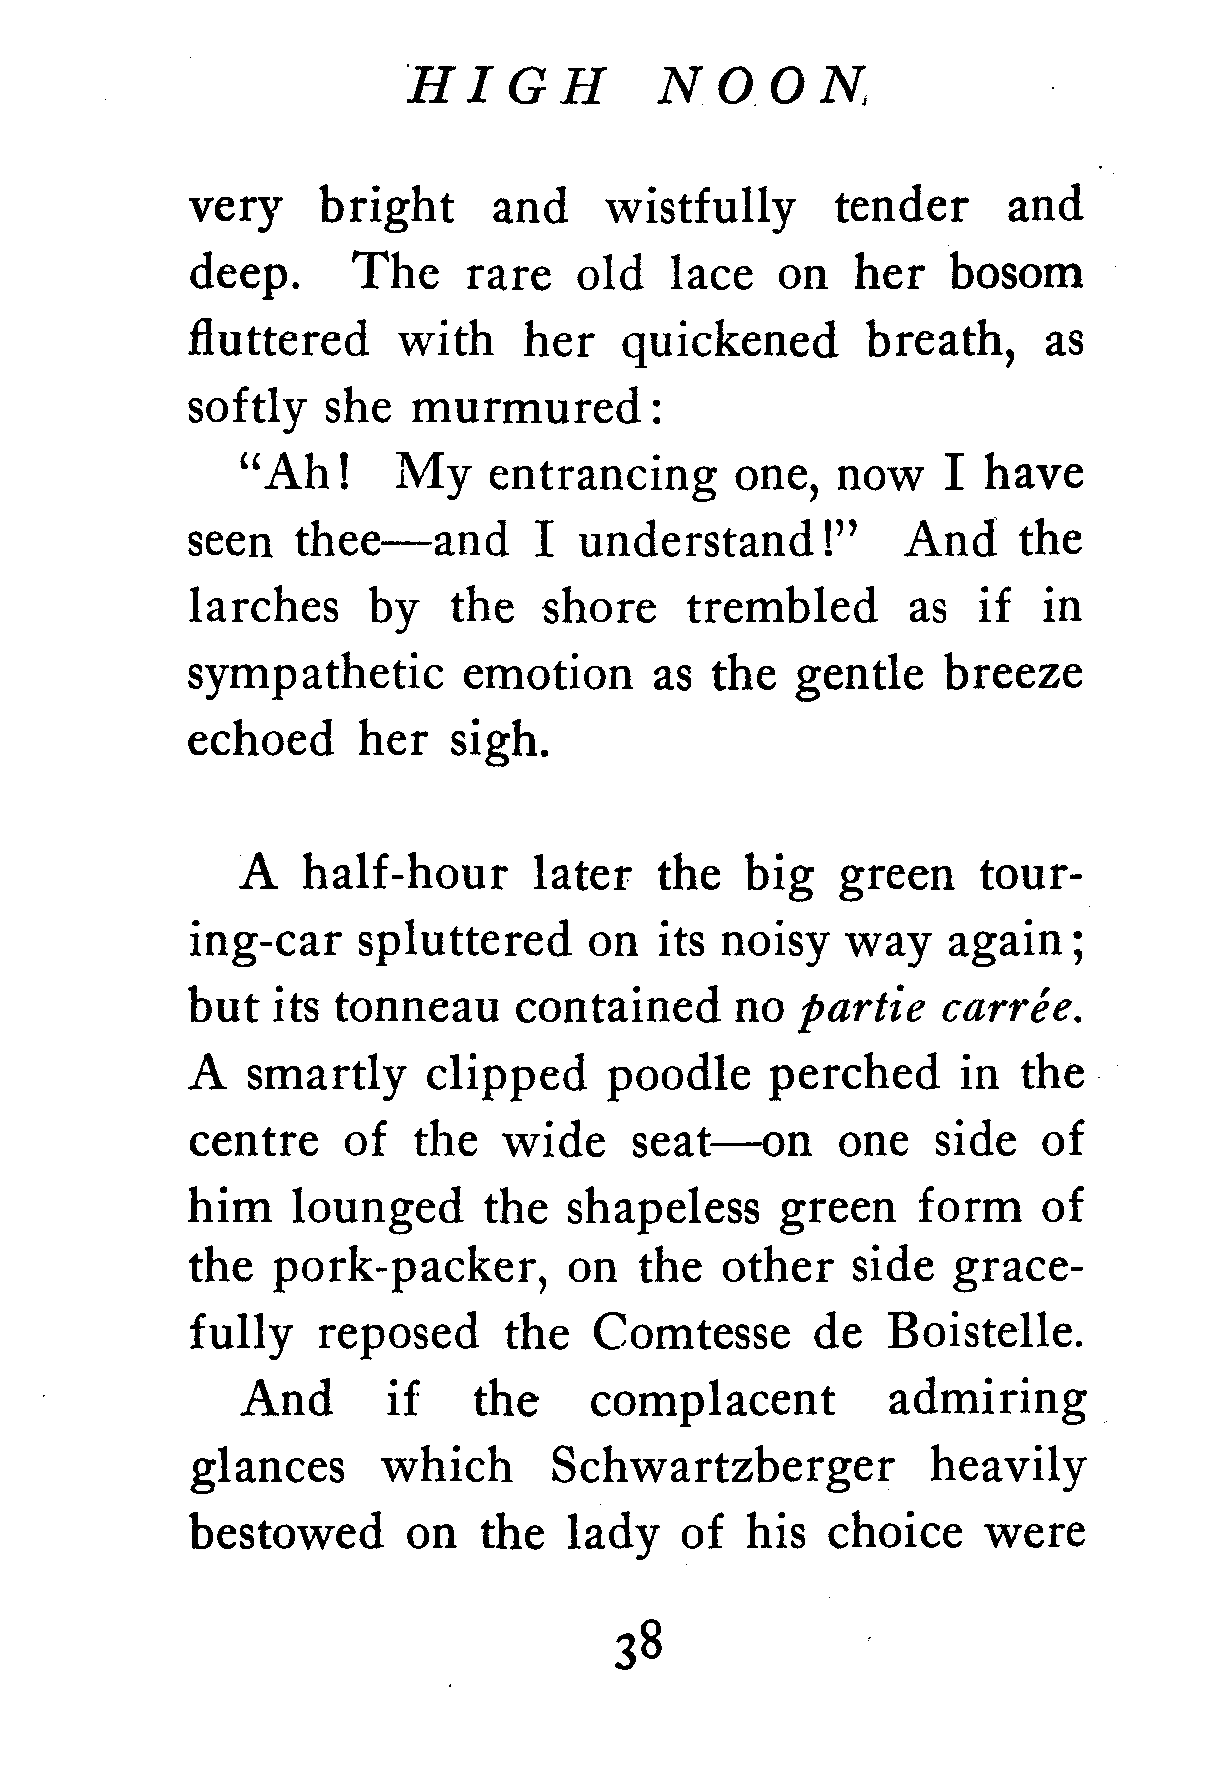 HIGH NOON
very bright and wistfully tender and
deep. The rare old lace on her bosom
fluttered with her quickened breath, as
softly she murmured:
“Ah! My entrancing one, now I have
seen thee—and I understand!” And the
larches by the shore trembled as if in
sympathetic emotion as the gentle breeze
echoed her sigh.
A half-hour later the big green tour-
ing-car spluttered on its noisy way again;
but its tonneau contained no partie carrée.
A smartly clipped poodle perched in the
centre of the wide seat—on one side of
him lounged the shapeless green form of
the pork-packer, on the other side grace-
fully reposed the Comtesse de Boistelle.
And if the complacent admiring
glances which Schwartzberger heavily
bestowed on the lady of his choice were
38